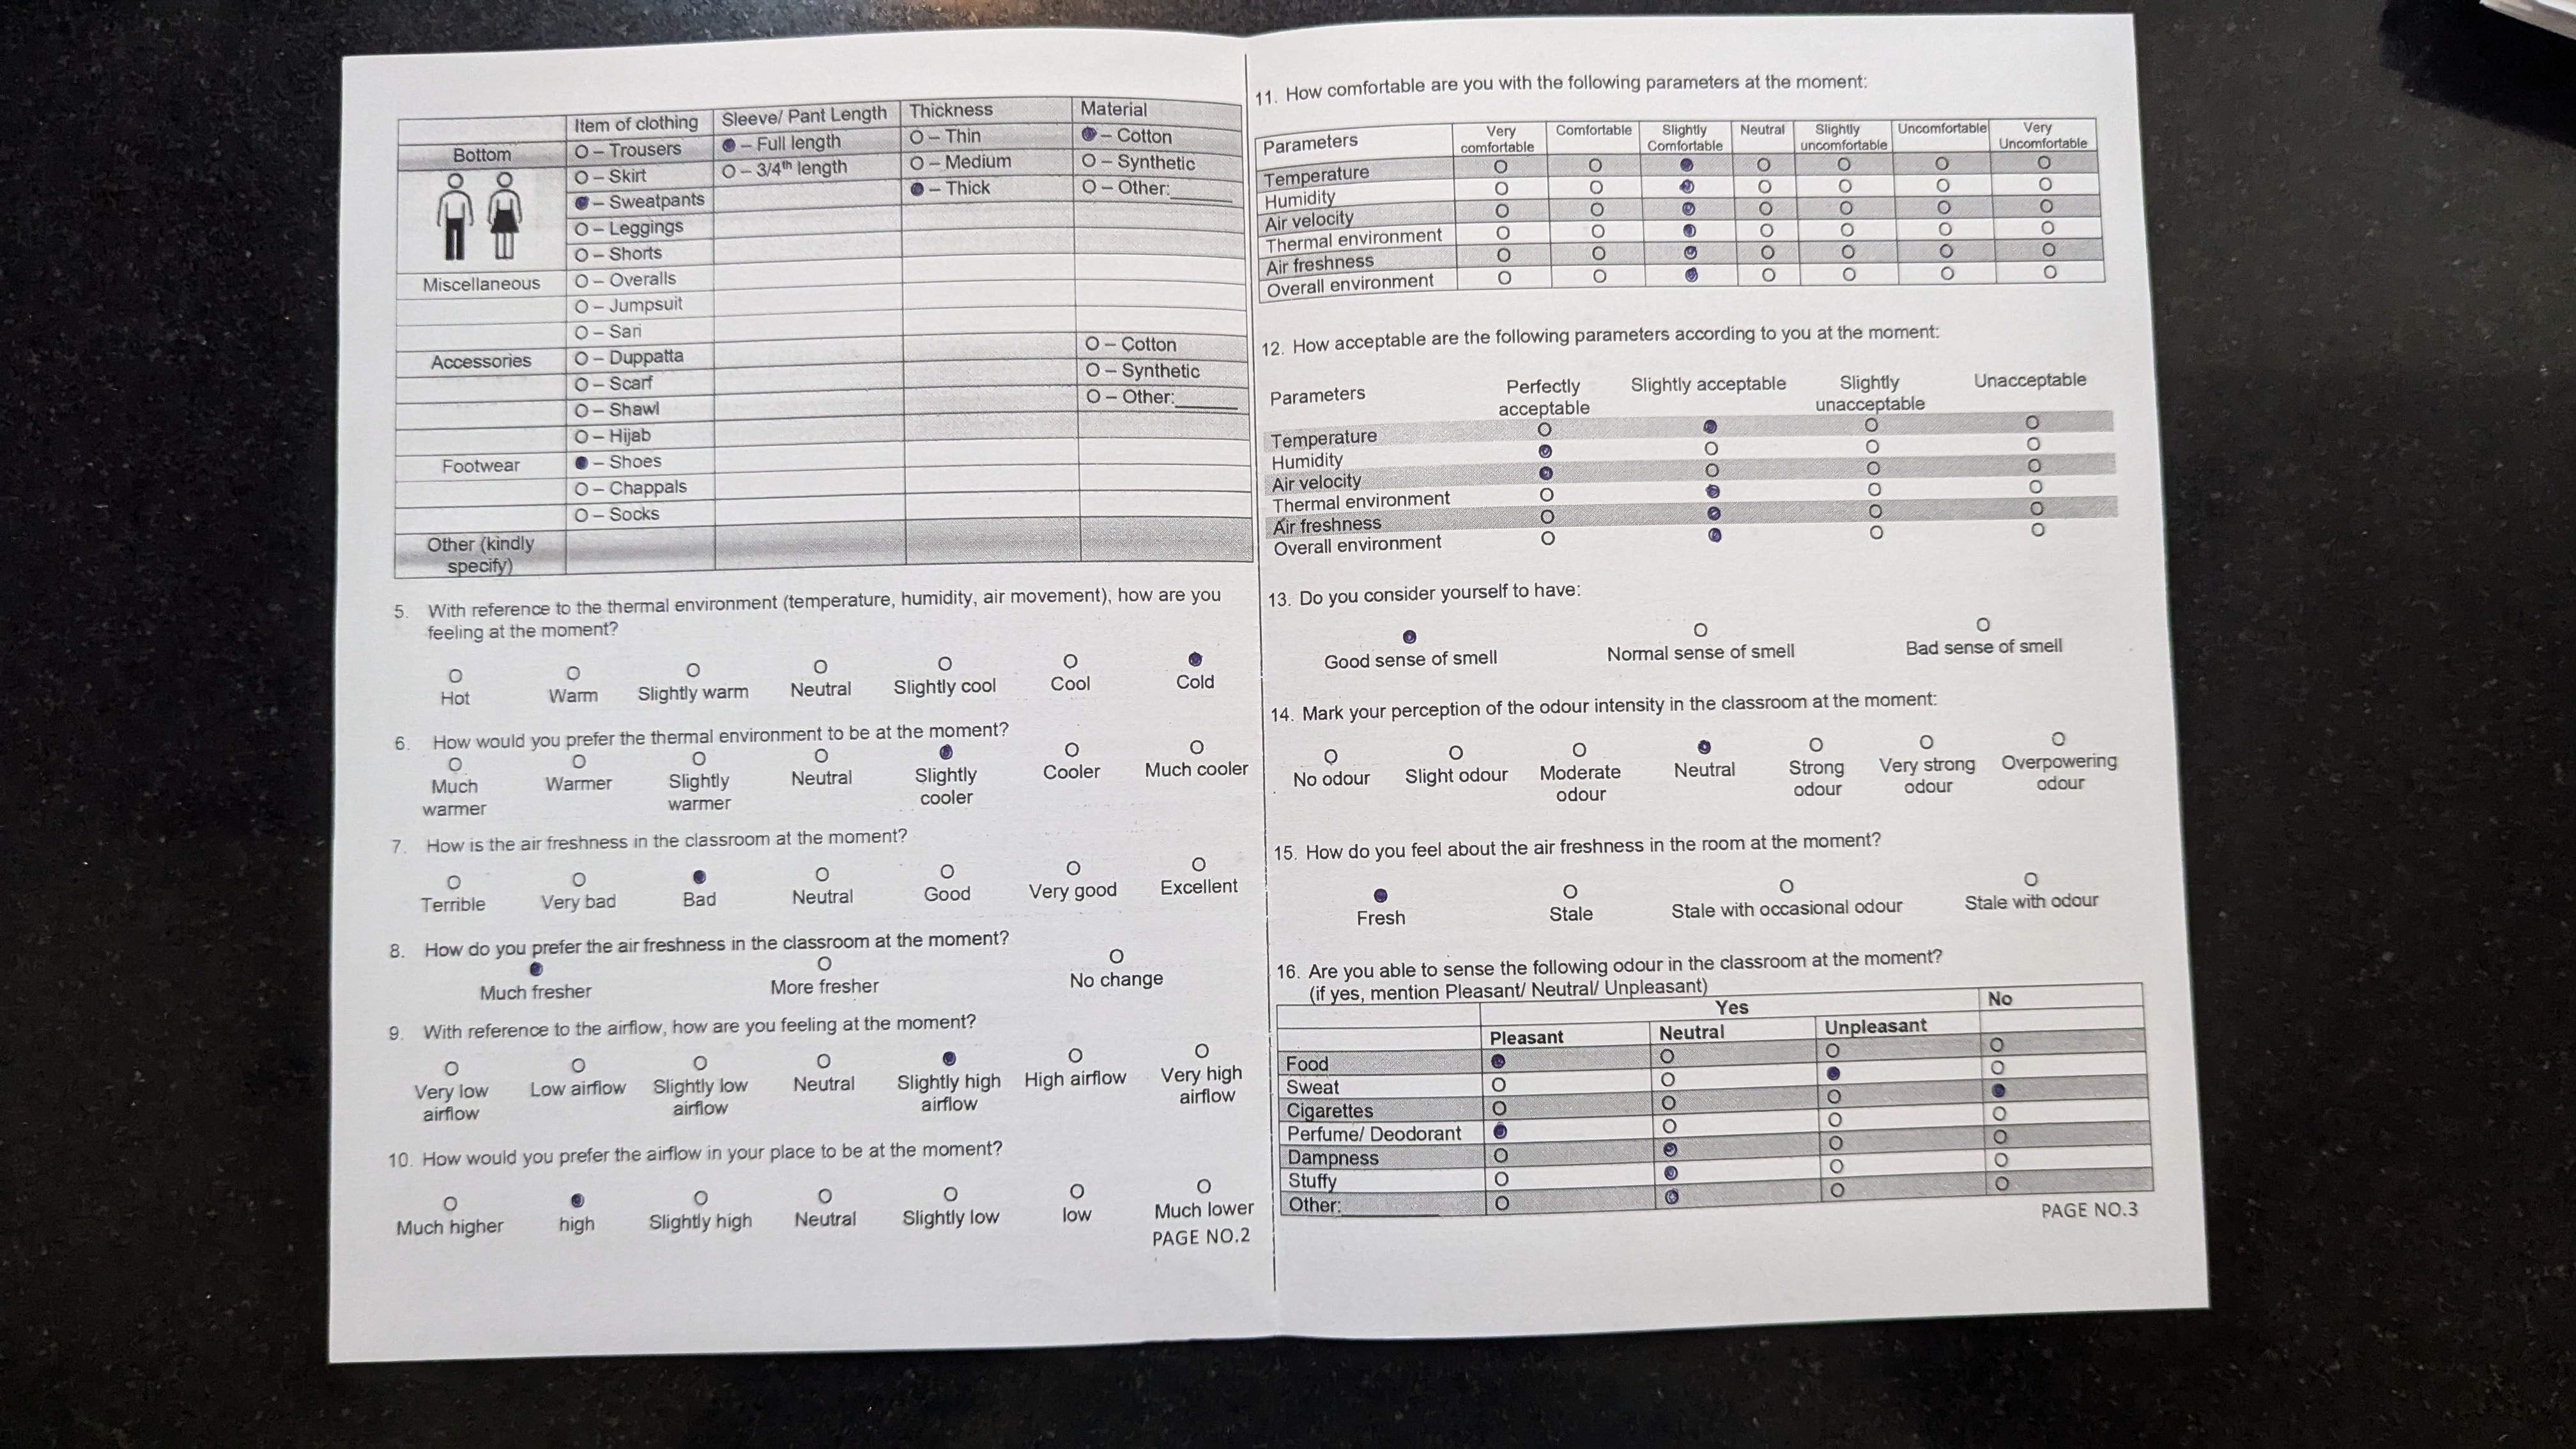 Item of clothing Sleeve/ Pant Length Thickness Material
Bottom O – Trousers ● – Full length O – Thin ● – Cotton
O – Skirt O – 3/4th length O – Medium O – Synthetic
● – Sweatpants ● – Thick O – Other:______
O – Leggings
O – Shorts
Miscellaneous O – Overalls
O – Jumpsuit
O – Sari
Accessories O – Duppatta O – Cotton
O – Scarf O – Synthetic
O – Shawl O – Other:______
O – Hijab
Footwear ● – Shoes
O – Chappals
O – Socks
Other (kindly
specify)
5. With reference to the thermal environment (temperature, humidity, air movement), how are you
feeling at the moment?
O O O O O O ●
Hot Warm Slightly warm Neutral Slightly cool Cool Cold
6. How would you prefer the thermal environment to be at the moment?
O O O O ● O O
Much Warmer Slightly Neutral Slightly Cooler Much cooler
warmer warmer cooler
7. How is the air freshness in the classroom at the moment?
O O ● O O O O
Terrible Very bad Bad Neutral Good Very good Excellent
8. How do you prefer the air freshness in the classroom at the moment?
● O O
Much fresher More fresher No change
9. With reference to the airflow, how are you feeling at the moment?
O O O O ● O O
Very low Low airflow Slightly low Neutral Slightly high High airflow Very high
airflow airflow airflow airflow
10. How would you prefer the airflow in your place to be at the moment?
O ● O O O O O
Much higher high Slightly high Neutral Slightly low low Much lower
PAGE NO.2
11. How comfortable are you with the following parameters at the moment:
Parameters Very Comfortable Slightly Neutral Slightly Uncomfortable Very
comfortable Comfortable uncomfortable Uncomfortable
Temperature O O ● O O O O
Humidity O O ● O O O O
Air velocity O O ● O O O O
Thermal environment O O ● O O O O
Air freshness O O ● O O O O
Overall environment O O ● O O O O
12. How acceptable are the following parameters according to you at the moment:
Parameters Perfectly Slightly acceptable Slightly Unacceptable
acceptable unacceptable
Temperature O ● O O
Humidity ● O O O
Air velocity ● O O O
Thermal environment O ● O O
Air freshness O ● O O
Overall environment O ● O O
13. Do you consider yourself to have:
● O O
Good sense of smell Normal sense of smell Bad sense of smell
14. Mark your perception of the odour intensity in the classroom at the moment:
O O O ● O O O
No odour Slight odour Moderate Neutral Strong Very strong Overpowering
odour odour odour odour
15. How do you feel about the air freshness in the room at the moment?
● O O O
Fresh Stale Stale with occasional odour Stale with odour
16. Are you able to sense the following odour in the classroom at the moment?
(if yes, mention Pleasant/ Neutral/ Unpleasant)
Yes No
Pleasant Neutral Unpleasant
Food ● O O O
Sweat O O ● O
Cigarettes O O O ●
Perfume/ Deodorant ● O O O
Dampness O ● O O
Stuffy O ● O O
Other:__________ O ● O O
PAGE NO.3